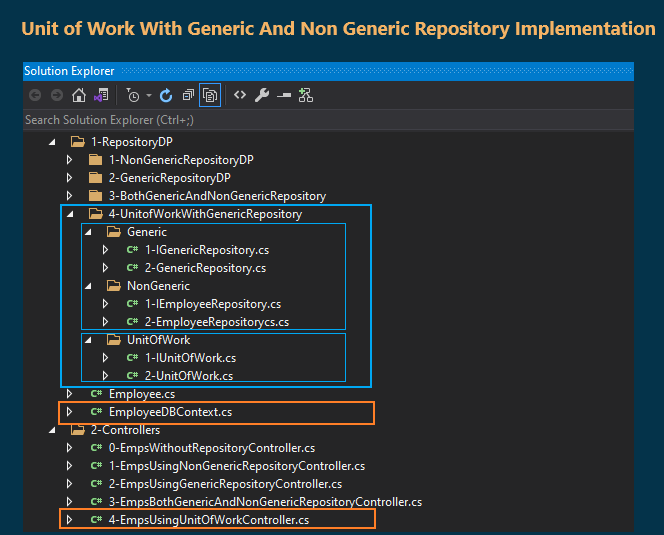 Unit of Work With Generic And Non Generic Repository Implementation
Solution Explorer
Search Solution Explorer (Ctrl+;)
1-RepositoryDP
1-NonGenericRepositoryDP
2-GenericRepositoryDP
3-BothGenericAndNonGenericRepository
4-UnitofWorkWithGenericRepository
Generic
C# 1-IGenericRepository.cs
C# 2-GenericRepository.cs
NonGeneric
C# 1-IEmployeeRepository.cs
C# 2-EmployeeRepositorycs.cs
UnitOfWork
C# 1-IUnitOfWork.cs
C# 2-UnitOfWork.cs
C# Employee.cs
C# EmployeeDBContext.cs
2-Controllers
C# 0-EmpsWithoutRepositoryController.cs
C# 1-EmpsUsingNonGenericRepositoryController.cs
C# 2-EmpsUsingGenericRepositoryController.cs
C# 3-EmpsBothGenericAndNonGenericRepositoryController.cs
C# 4-EmpsUsingUnitOfWorkController.cs